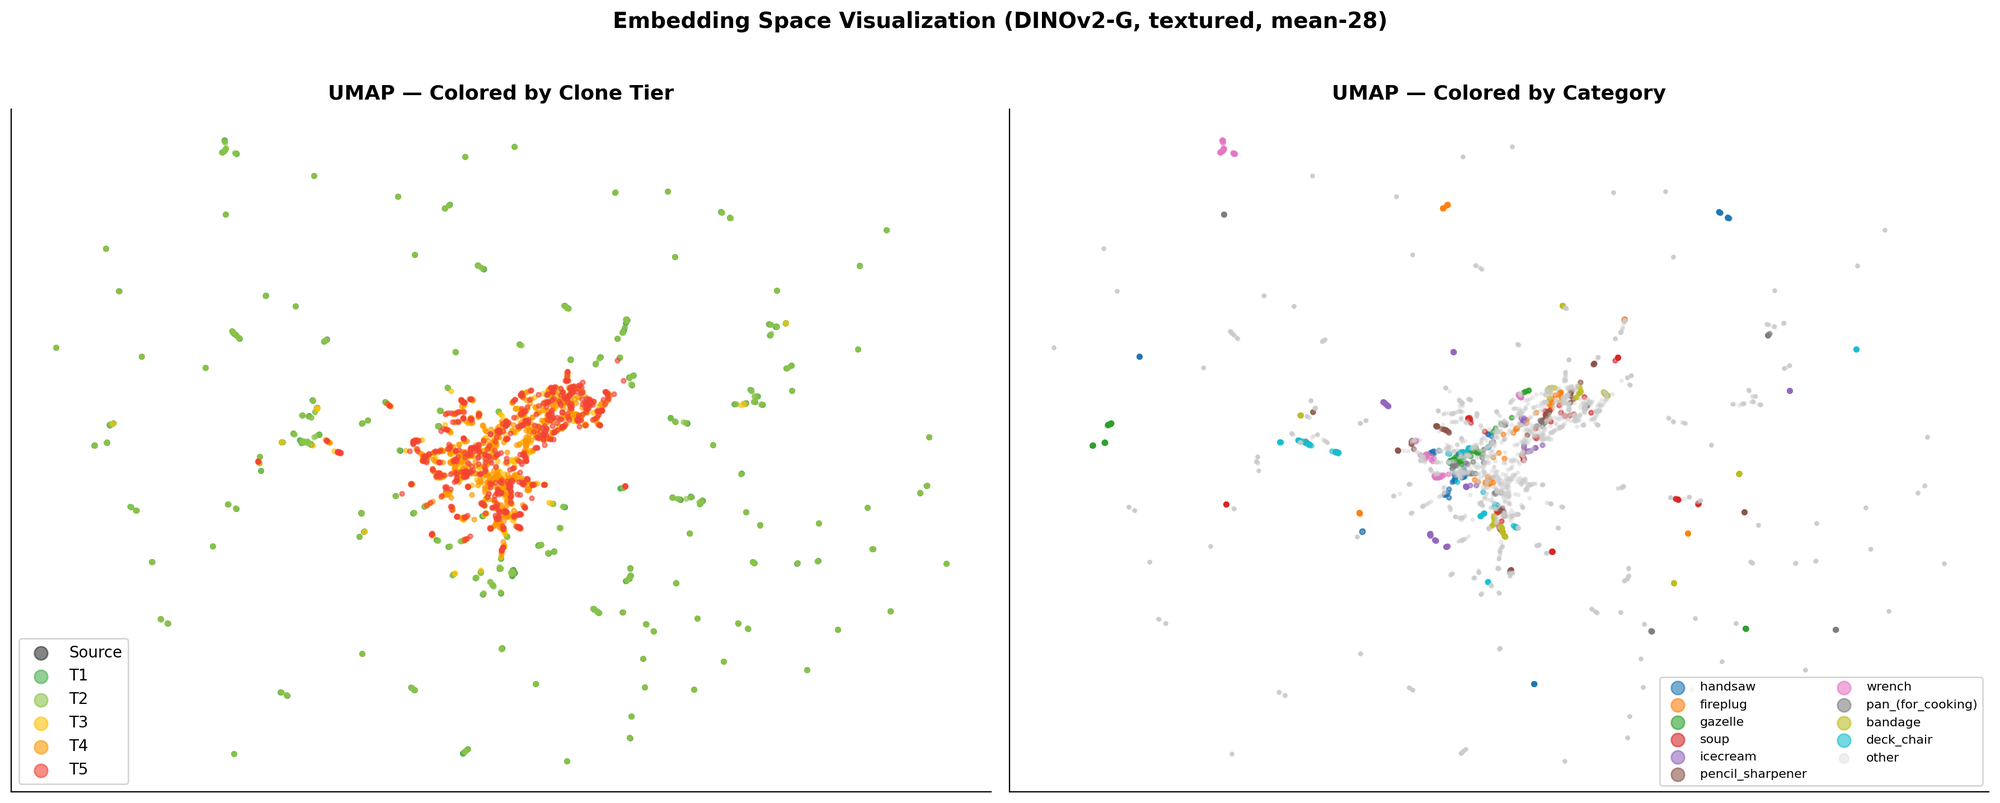 Embedding Space Visualization (DINOv2-G, textured, mean-28)
UMAP — Colored by Clone Tier
Source
T1
T2
T3
T4
T5
UMAP — Colored by Category
handsaw
fireplug
gazelle
soup
icecream
pencil_sharpener
wrench
pan_(for_cooking)
bandage
deck_chair
other